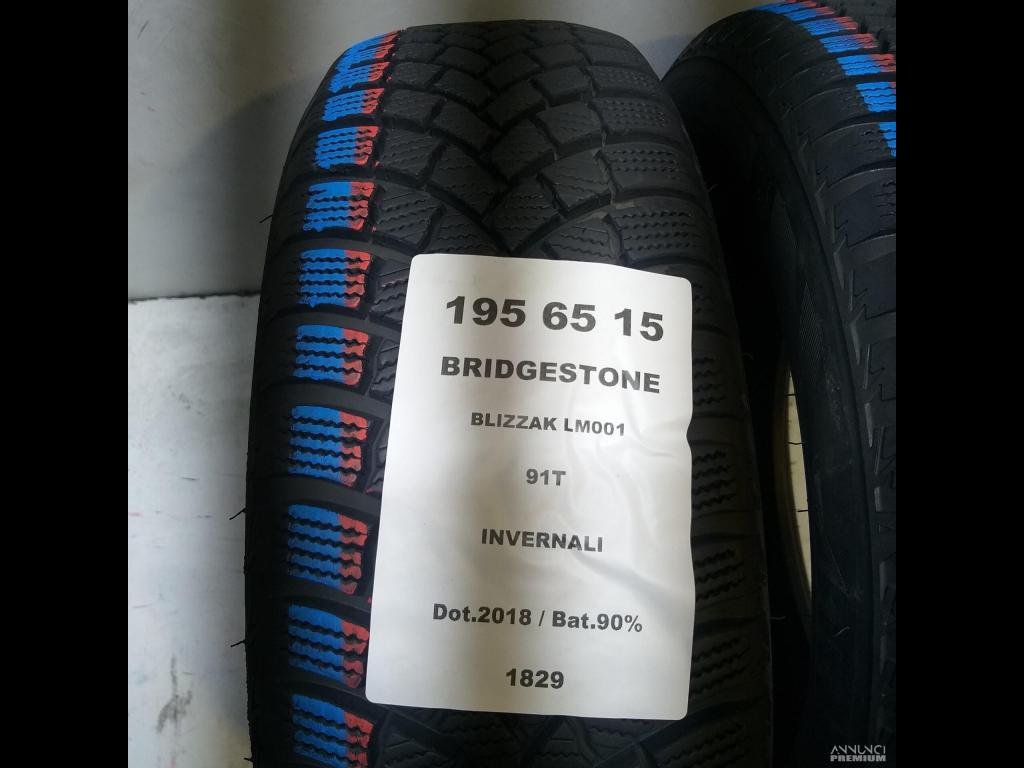 195 65 15
BRIDGESTONE
BLIZZAK LM001
91T
INVERNALI
Dot.2018 / Bat.90%
1829
ANNUNCI
PREMIUM